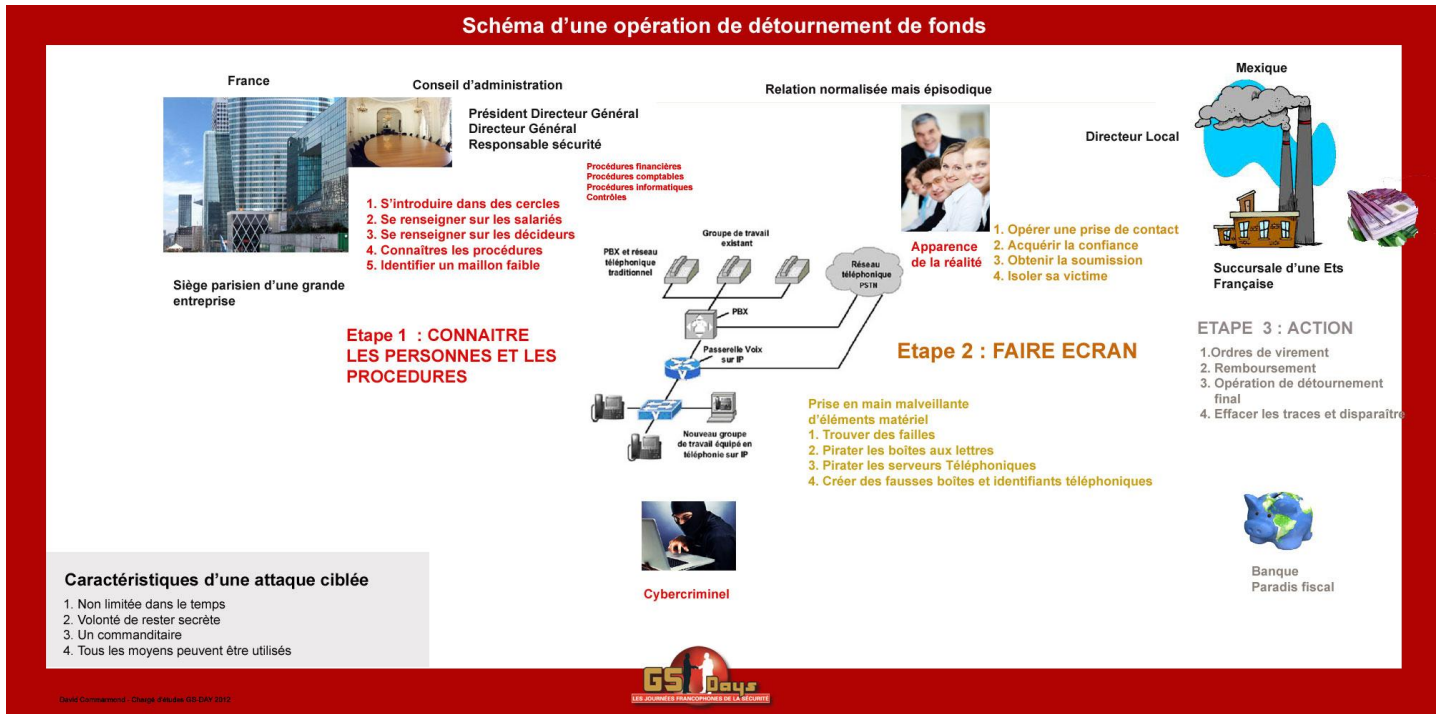 Schéma d'une opération de détournement de fonds
France
Conseil d'administration
Président Directeur Général
Directeur Général
Responsable sécurité
Relation normalisée mais épisodique
Mexique
Directeur Local
Procédures financières
Procédures comptables
Procédures informatiques
Contrôles
1. S'introduire dans des cercles
2. Se renseigner sur les salariés
3. Se renseigner sur les décideurs
4. Connaîtres les procédures
5. Identifier un maillon faible
Siège parisien d'une grande
entreprise
Etape 1 : CONNAITRE
LES PERSONNES ET LES
PROCEDURES
Groupe de travail
existant
PBX et réseau
téléphonique
traditionnel
Réseau
téléphonique
PSTN
PBX
Passerelle Voix
sur IP
Nouveau groupe
de travail équipé en
téléphonie sur IP
Apparence
de la réalité
1. Opérer une prise de contact
2. Acquérir la confiance
3. Obtenir la soumission
4. Isoler sa victime
Etape 2 : FAIRE ECRAN
Prise en main malveillante
d'éléments matériel
1. Trouver des failles
2. Pirater les boîtes aux lettres
3. Pirater les serveurs Téléphoniques
4. Créer des fausses boîtes et identifiants téléphoniques
Succursale d'une Ets
Française
ETAPE 3 : ACTION
1.Ordres de virement
2. Remboursement
3. Opération de détournement
final
4. Effacer les traces et disparaître
Banque
Paradis fiscal
Cybercriminel
Caractéristiques d'une attaque ciblée
1. Non limitée dans le temps
2. Volonté de rester secrète
3. Un commanditaire
4. Tous les moyens peuvent être utilisés
GS Days
LES JOURNÉES FRANCOPHONES DE LA SÉCURITÉ
David - Chargé d'études GS-DAY 2012